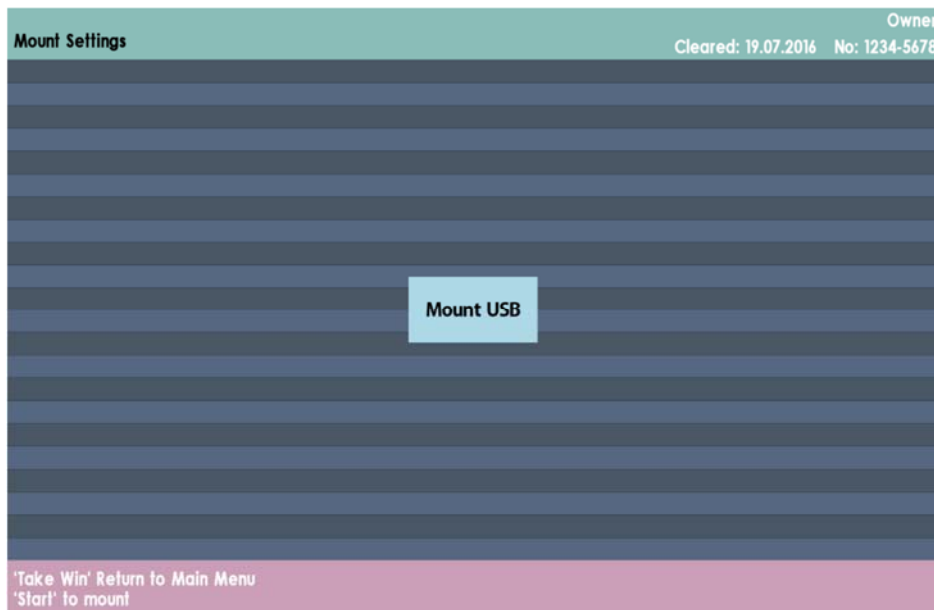 Owner
Mount Settings
Cleared: 19.07.2016 No: 1234-5678
Mount USB
'Take Win' Return to Main Menu
'Start' to mount